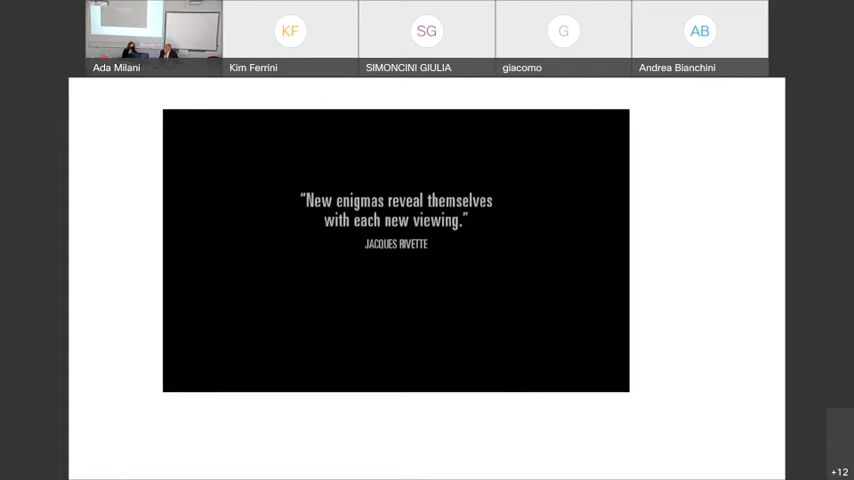 KF
SG
G
AB
Ada Milani
Kim Ferrini
SIMONCINI GIULIA
giacomo
Andrea Bianchini
“New enigmas reveal themselves
with each new viewing.”
JACQUES RIVETTE
+12